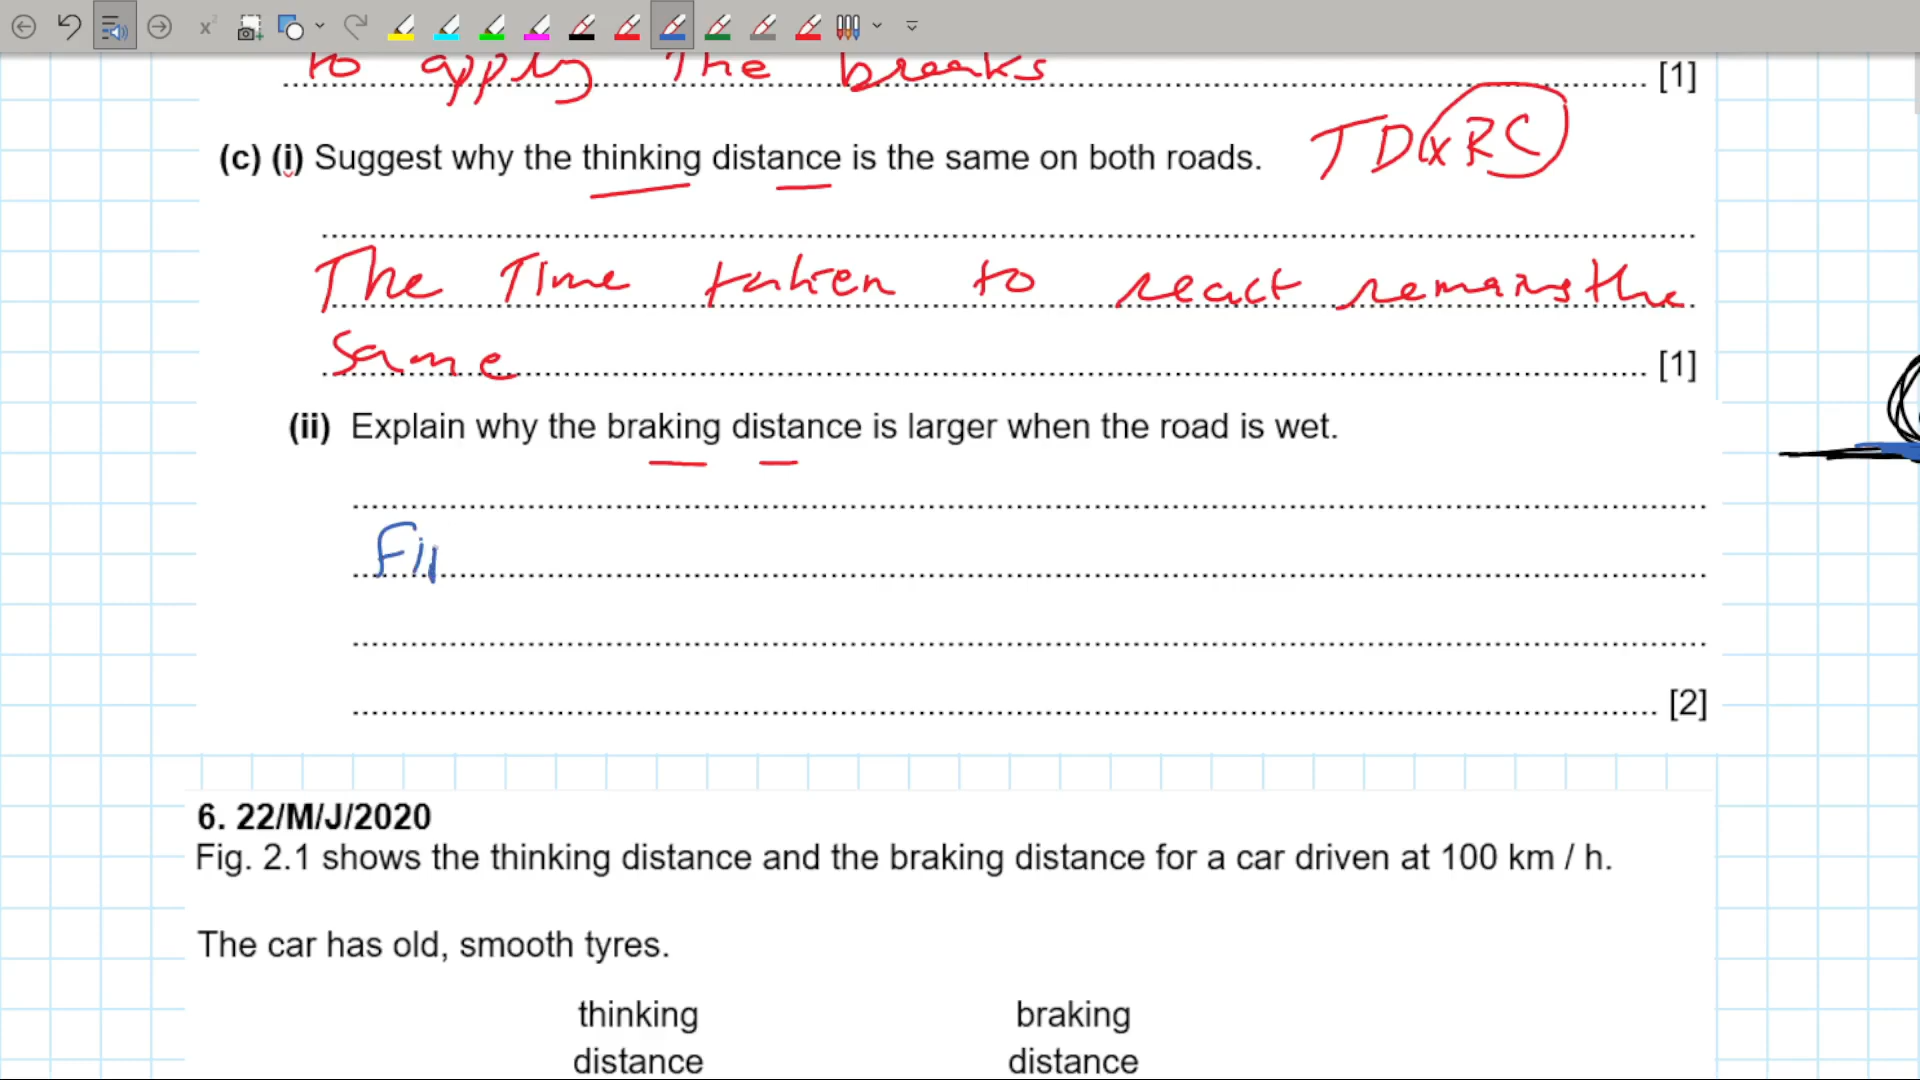 to apply The breaks [1]
(c) (i) Suggest why the thinking distance is the same on both roads. TD x RC
The Time taken to react remains the
same [1]
(ii) Explain why the braking distance is larger when the road is wet.
[2]
6. 22/M/J/2020
Fig. 2.1 shows the thinking distance and the braking distance for a car driven at 100 km / h.
The car has old, smooth tyres.
thinking braking
distance distance